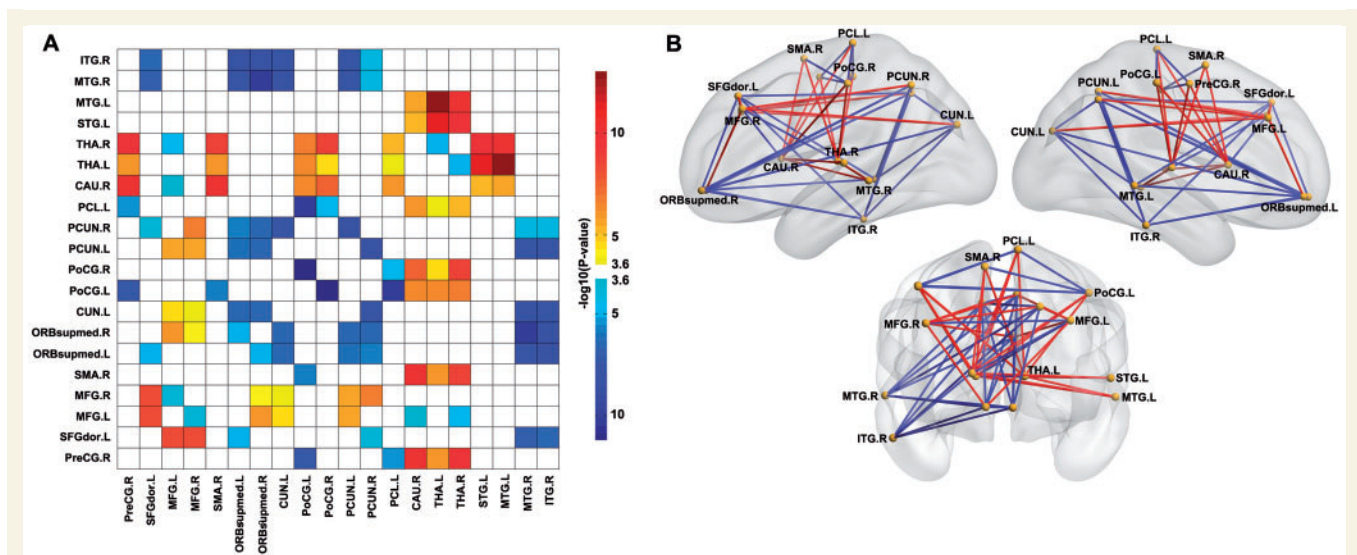 A
ITG.R
MTG.R
MTG.L
STG.L
THA.R
THA.L
CAU.R
PCL.L
PCUN.R
PCUN.L
PoCG.R
PoCG.L
CUN.L
ORBsupmed.R
ORBsupmed.L
SMA.R
MFG.R
MFG.L
SFGdor.L
PreCG.R
PreCG.R
SFGdor.L
MFG.L
MFG.R
SMA.R
ORBsupmed.L
ORBsupmed.R
CUN.L
PoCG.L
PoCG.R
PCUN.L
PCUN.R
PCL.L
CAU.R
THA.L
THA.R
STG.L
MTG.L
MTG.R
ITG.R
10
5
3.6
3.6
5
10
-log10(P-value)
B
PCL.L
SMA.R
PoCG.R
PCUN.R
SFGdor.L
MFG.R
CUN.L
THA.R
CAU.R
MTG.R
ORBsupmed.R
ITG.R
PCL.L
SMA.R
PoCG.L
PreCG.R
PCUN.L
SFGdor.L
MFG.L
CUN.L
CAU.R
MTG.L
ORBsupmed.L
ITG.R
PCL.L
SMA.R
PoCG.L
MFG.R
MFG.L
THA.L
STG.L
MTG.R
MTG.L
ITG.R